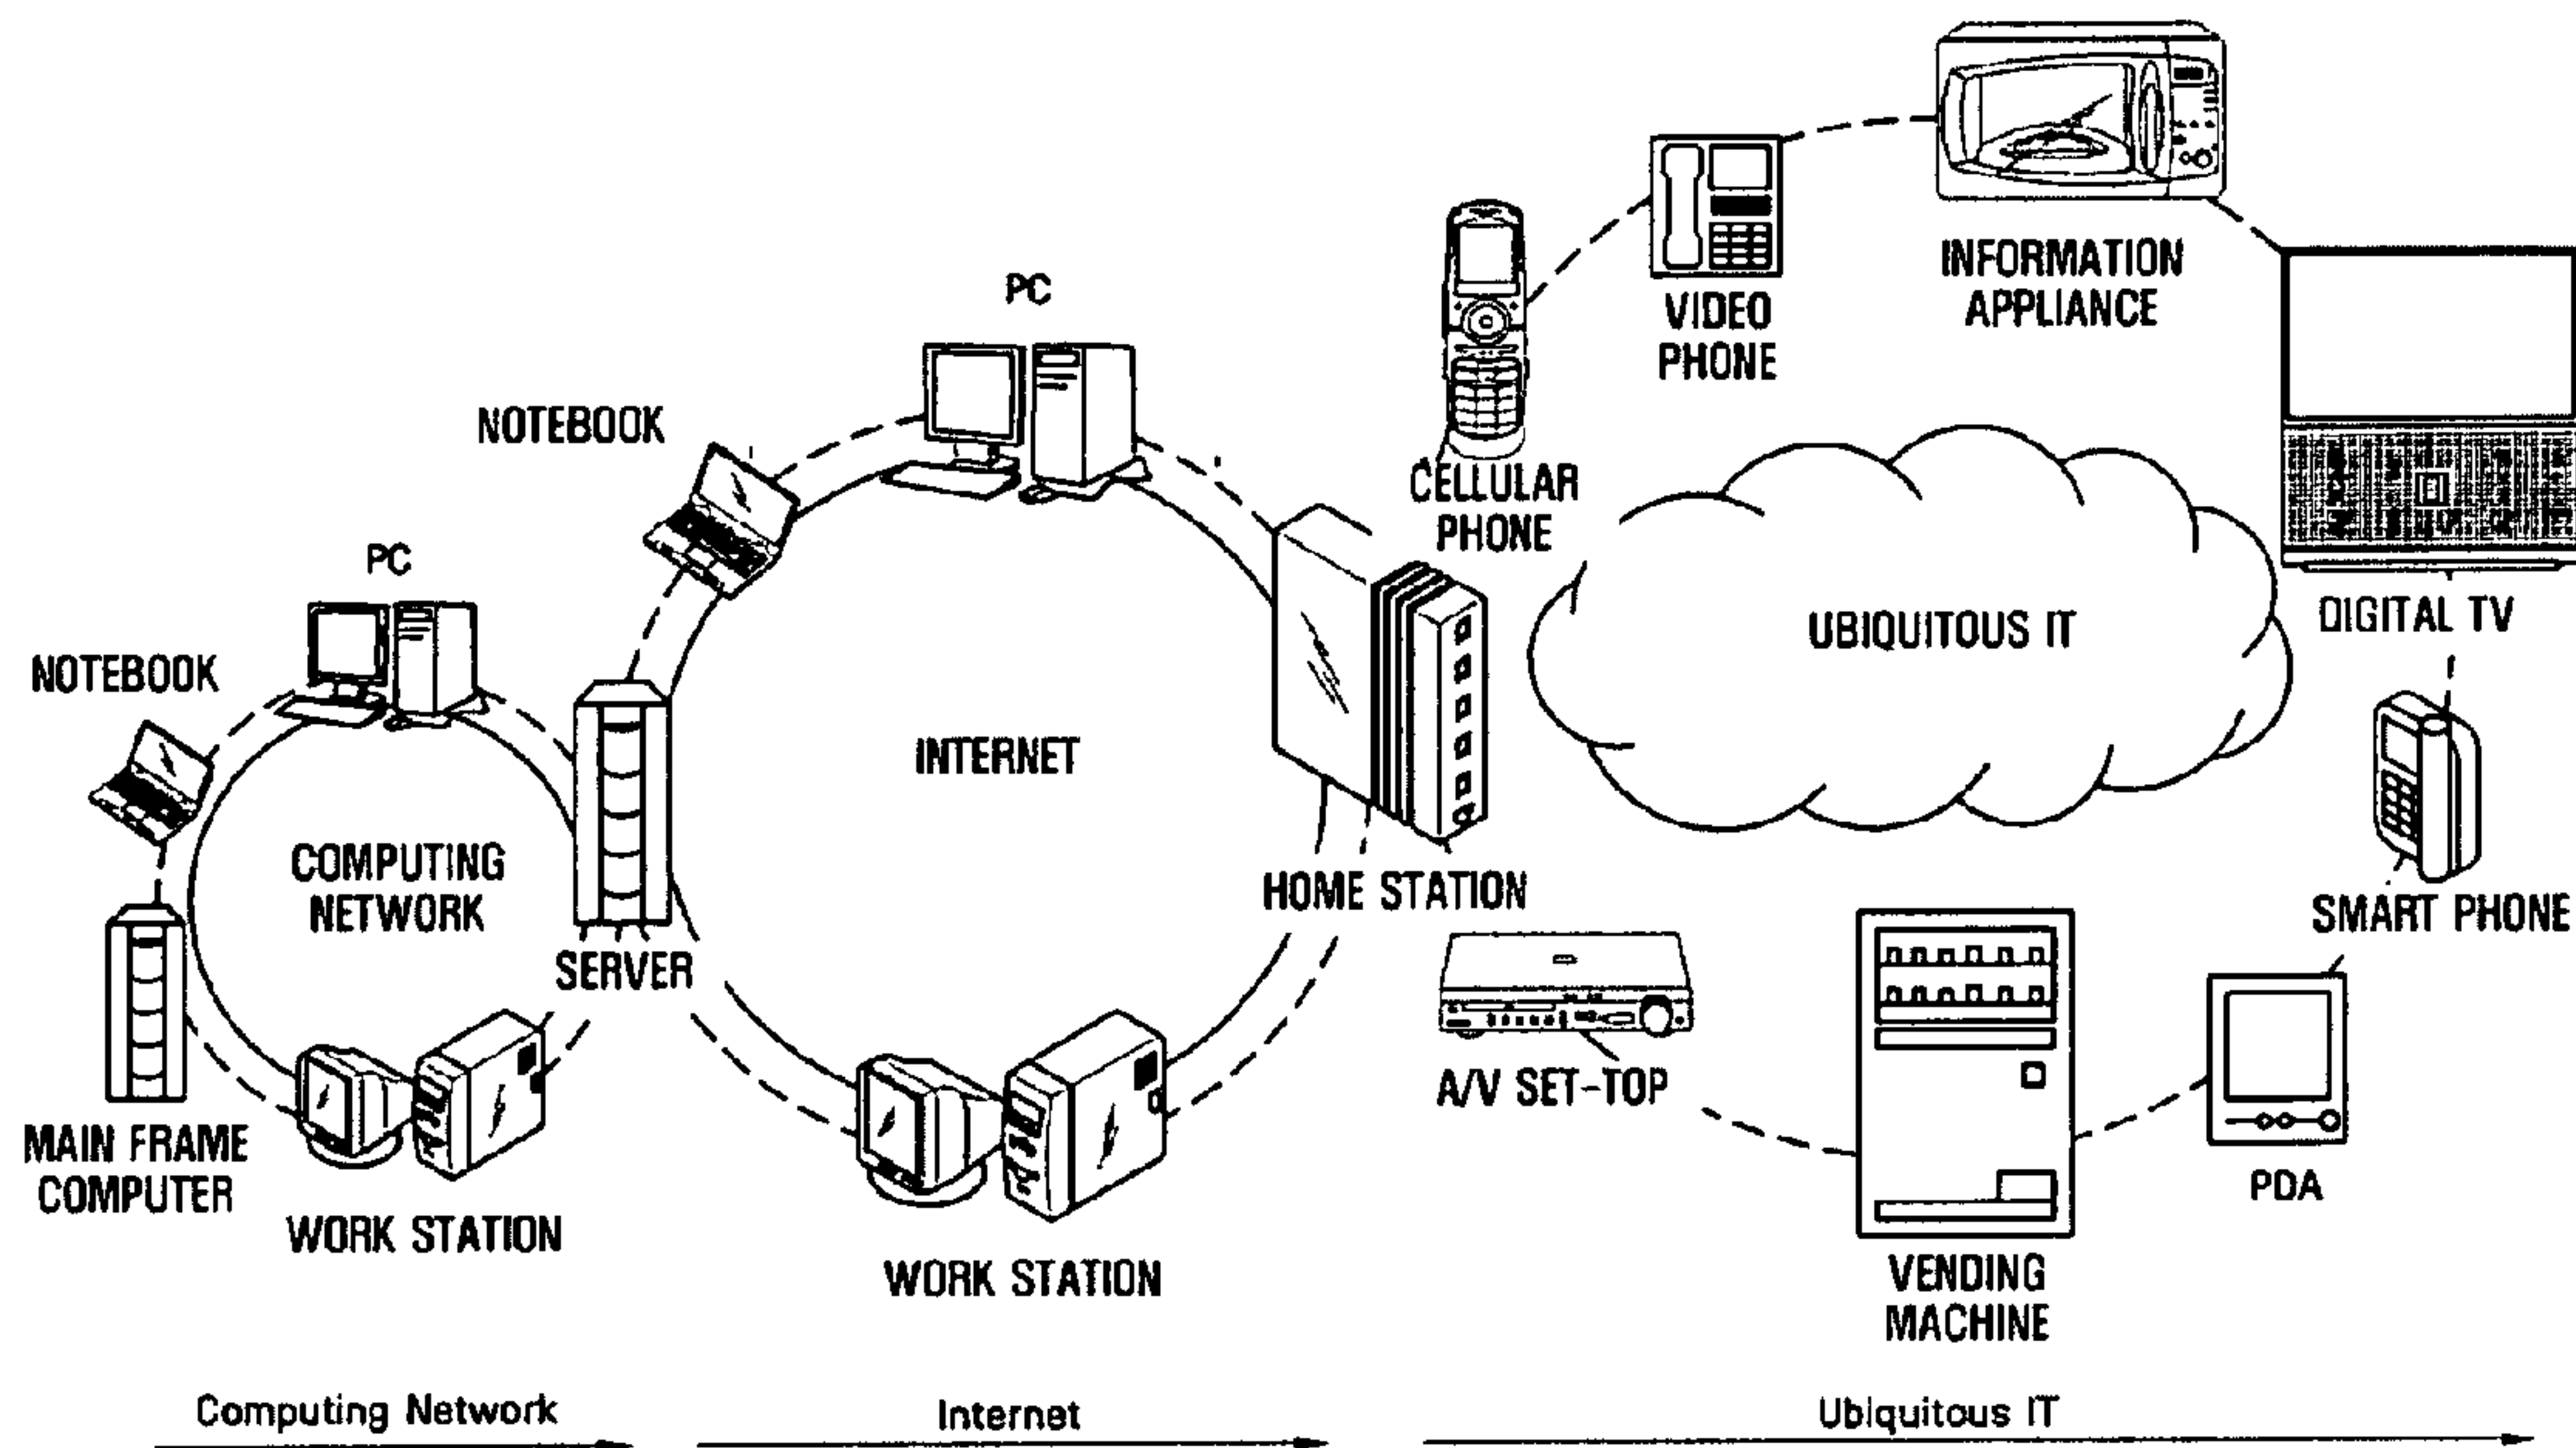 PC
NOTEBOOK
MAIN FRAME
COMPUTER
WORK STATION
COMPUTING
NETWORK
SERVER
NOTEBOOK
PC
INTERNET
WORK STATION
HOME STATION
CELLULAR
PHONE
VIDEO
PHONE
INFORMATION
APPLIANCE
DIGITAL TV
UBIQUITOUS IT
SMART PHONE
A/V SET-TOP
VENDING
MACHINE
PDA
Computing Network
Internet
Ubiquitous IT